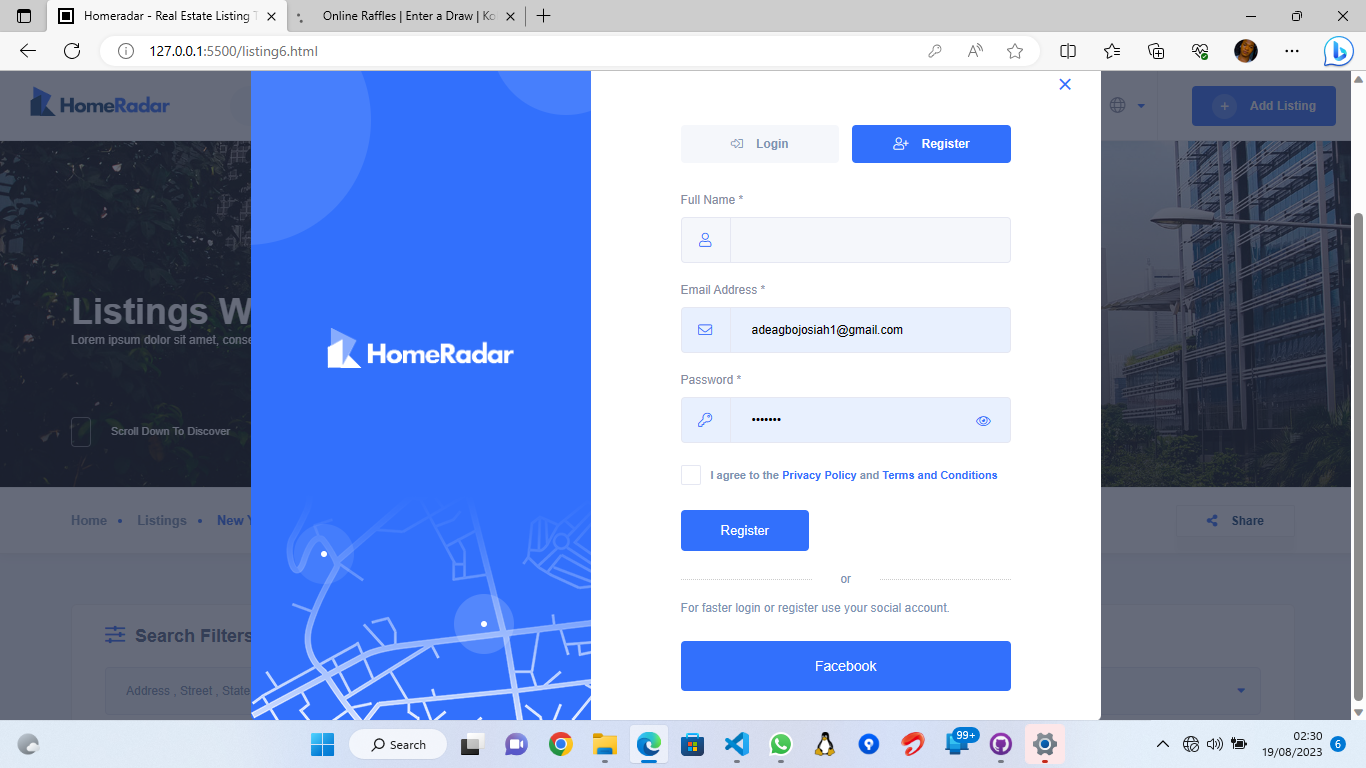 Homeradar - Real Estate Listing T
Online Raffles | Enter a Draw | Ko
127.0.0.1:5500/listing6.html
HomeRadar
Add Listing
Login
Register
Full Name *
Email Address *
adeagbojosiah1@gmail.com
Password *
•••••••
I agree to the Privacy Policy and Terms and Conditions
Register
or
For faster login or register use your social account.
Facebook
HomeRadar
Listings W
Lorem ipsum dolor sit amet, conse
Scroll Down To Discover
Home • Listings • New Y
Share
Search Filters
Address , Street , State
Search
99+
02:30
19/08/2023
6